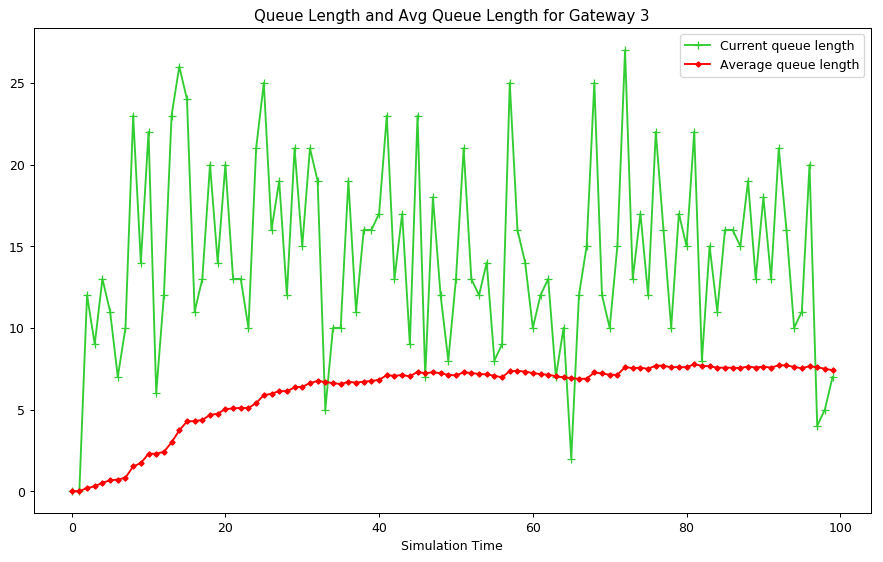 Queue Length and Avg Queue Length for Gateway 3
Current queue length
Average queue length
25
20
15
10
5
0
0 20 40 60 80 100
Simulation Time